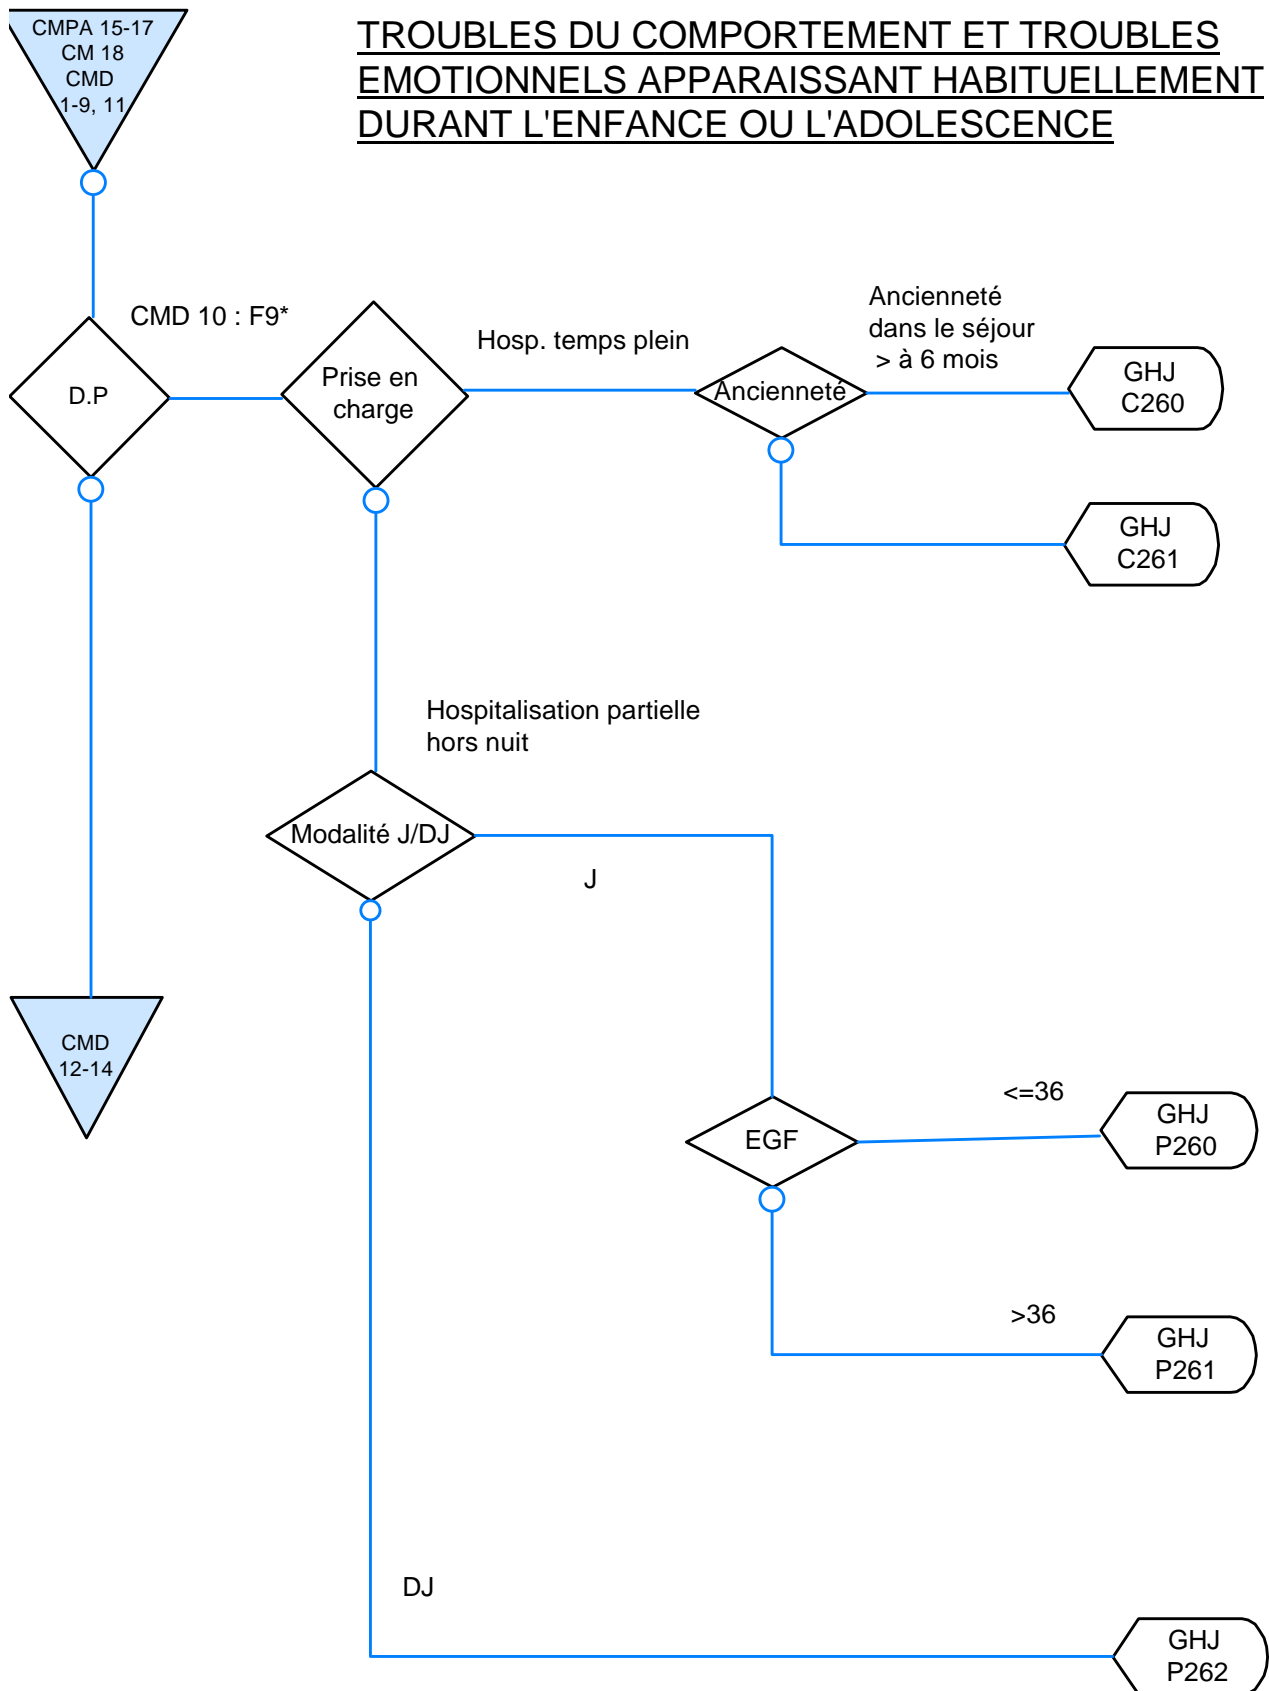 CMPA 15-17
CM 18
CMD
1-9, 11
TROUBLES DU COMPORTEMENT ET TROUBLES
EMOTIONNELS APPARAISSANT HABITUELLEMENT
DURANT L'ENFANCE OU L'ADOLESCENCE
CMD 10 : F9*
D.P
Prise en
charge
Hosp. temps plein
Ancienneté
Ancienneté
dans le séjour
> à 6 mois
GHJ
C260
GHJ
C261
Hospitalisation partielle
hors nuit
Modalité J/DJ
J
CMD
12-14
EGF
<=36
GHJ
P260
>36
GHJ
P261
DJ
GHJ
P262